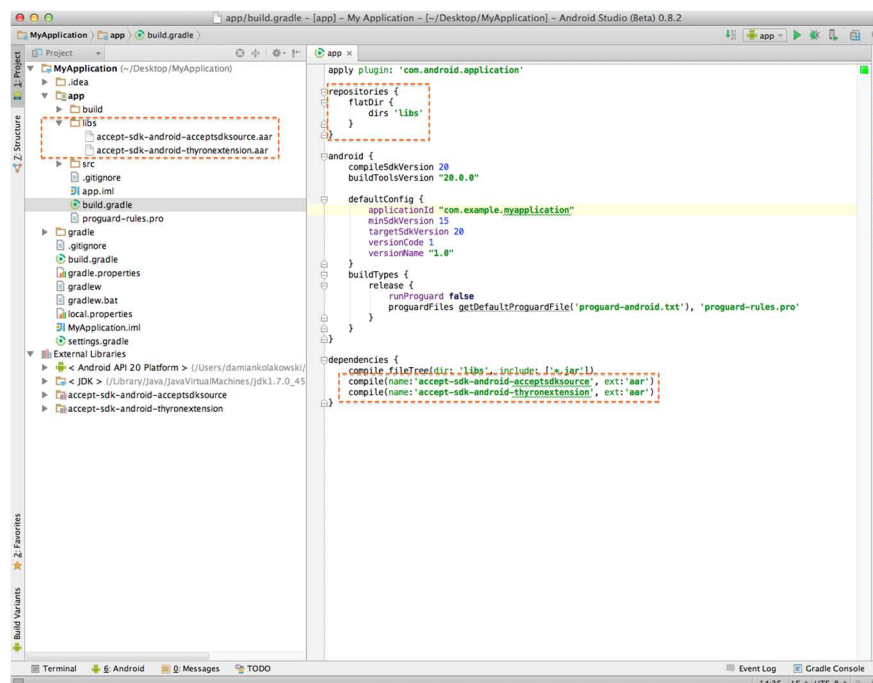 app/build.gradle - [app] - My Application - [~/Desktop/MyApplication] - Android Studio (Beta) 0.8.2
MyApplication app build.gradle
app
Project
app
1: Project
Z: Structure
2: Favorites
Build Variants
MyApplication (~/Desktop/MyApplication)
.idea
app
build
libs
accept-sdk-android-acceptsdksource.aar
accept-sdk-android-thyronextension.aar
src
.gitignore
app.iml
build.gradle
proguard-rules.pro
gradle
.gitignore
build.gradle
gradle.properties
gradlew
gradlew.bat
local.properties
MyApplication.iml
settings.gradle
External Libraries
< Android API 20 Platform > (/Users/damiankolakowski/
< JDK > (/Library/Java/JavaVirtualMachines/jdk1.7.0_45
accept-sdk-android-acceptsdksource
accept-sdk-android-thyronextension
apply plugin: 'com.android.application'
repositories {
flatDir {
dirs 'libs'
}
}
android {
compileSdkVersion 20
buildToolsVersion "20.0.0"
defaultConfig {
applicationId "com.example.myapplication"
minSdkVersion 15
targetSdkVersion 20
versionCode 1
versionName "1.0"
}
buildTypes {
release {
runProguard false
proguardFiles getDefaultProguardFile('proguard-android.txt'), 'proguard-rules.pro'
}
}
}
dependencies {
compile fileTree(dir: 'libs', include: ['*.jar'])
compile(name:'accept-sdk-android-acceptsdksource', ext:'aar')
compile(name:'accept-sdk-android-thyronextension', ext:'aar')
}
Terminal 6: Android 0: Messages TODO
Event Log Gradle Console